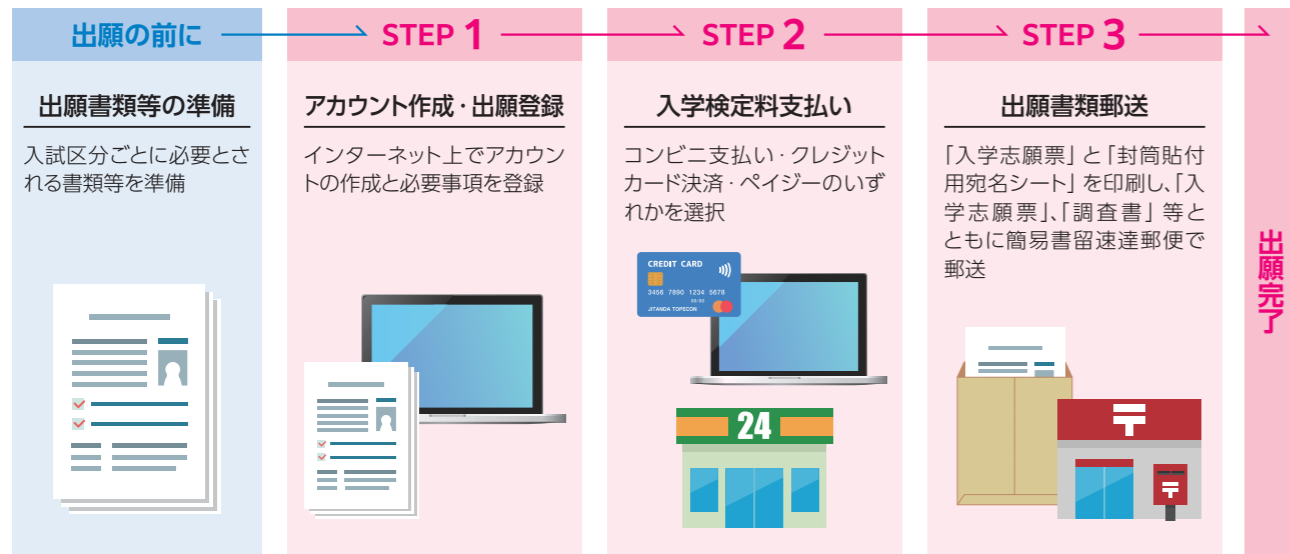 出願の前に
STEP 1
STEP 2
STEP 3
出願書類等の準備
入試区分ごとに必要とさ
れる書類等を準備
アカウント作成・出願登録
インターネット上でアカウン
トの作成と必要事項を登録
入学検定料支払い
コンビニ支払い・クレジット
カード決済・ペイジーのいず
れかを選択
CREDIT CARD
3456 7890 1234 5678
JITANDA TOPECON
24
出願書類郵送
「入学志願票」と「封筒貼付
用宛名シート」を印刷し、「入
学志願票」、「調査書」等と
ともに簡易書留速達郵便で
郵送
〒
〒
出願完了